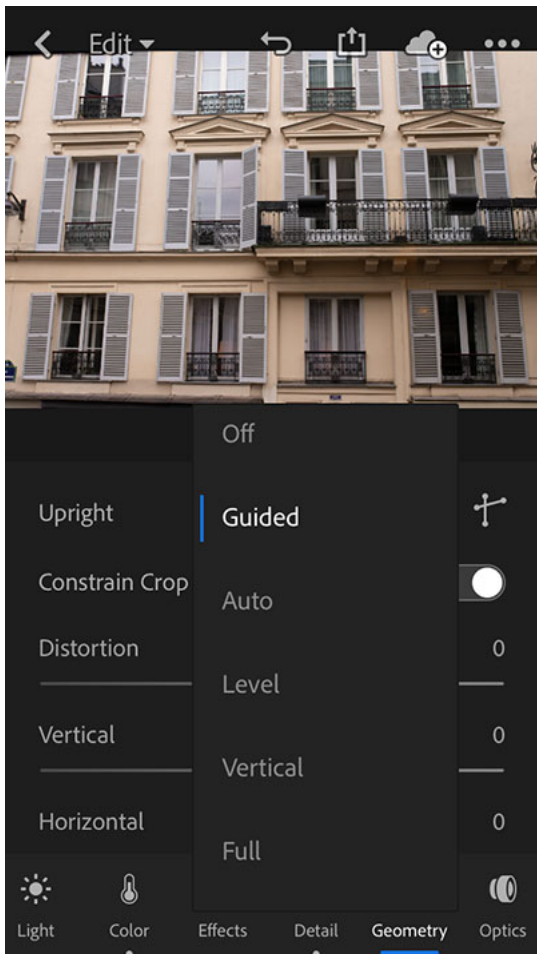 Edit
Off
Upright
Guided
Constrain Crop
Auto
Distortion 0
Level
Vertical 0
Vertical
Horizontal 0
Full
Light Color Effects Detail Geometry Optics